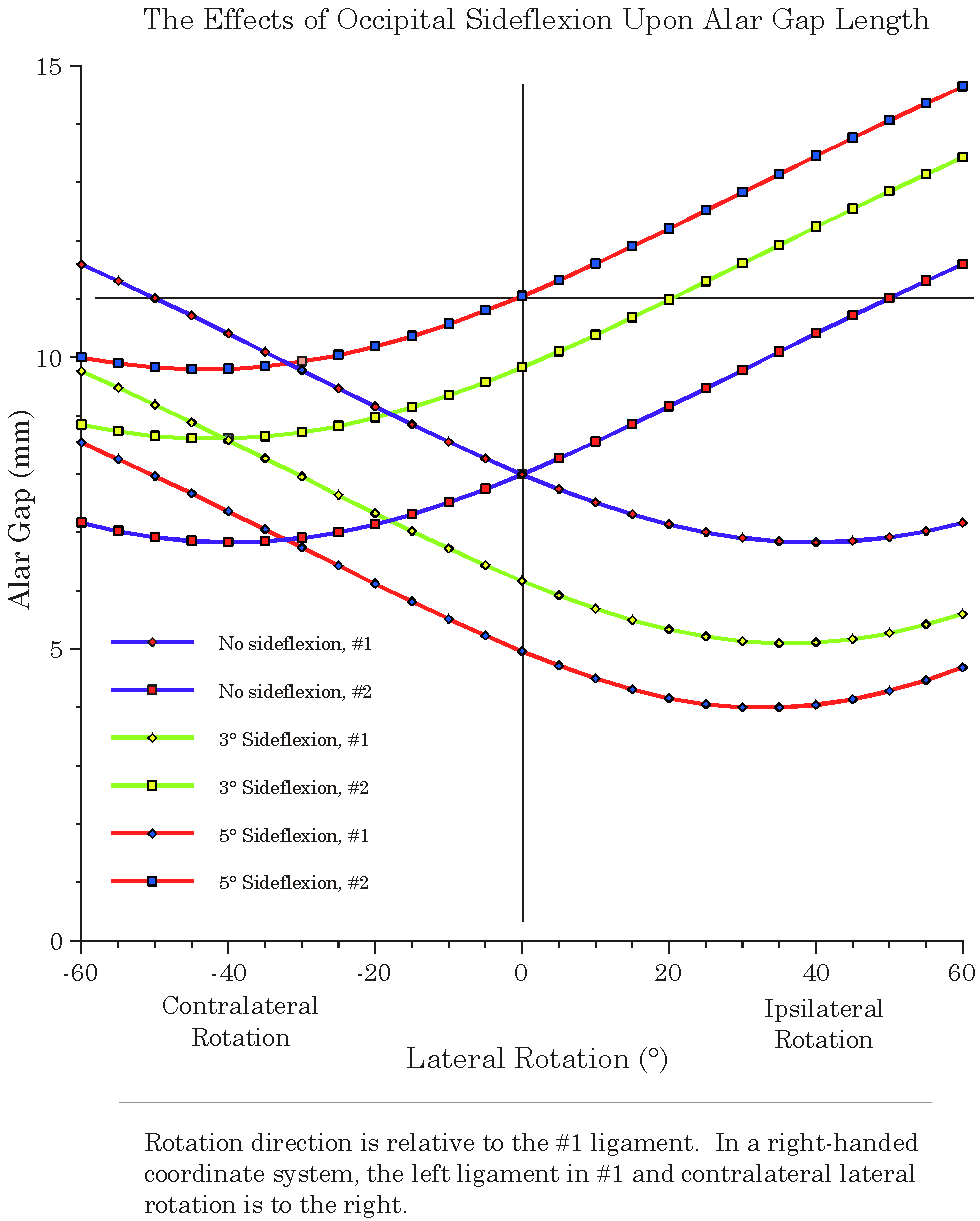 The Effects of Occipital Sideflexion Upon Alar Gap Length
15
10
5
0
Alar Gap (mm)
No sideflexion, #1
No sideflexion, #2
3° Sideflexion, #1
3° Sideflexion, #2
5° Sideflexion, #1
5° Sideflexion, #2
-60 -40 -20 0 20 40 60
Contralateral
Rotation
Ipsilateral
Rotation
Lateral Rotation (°)
Rotation direction is relative to the #1 ligament. In a right-handed
coordinate system, the left ligament in #1 and contralateral lateral
rotation is to the right.